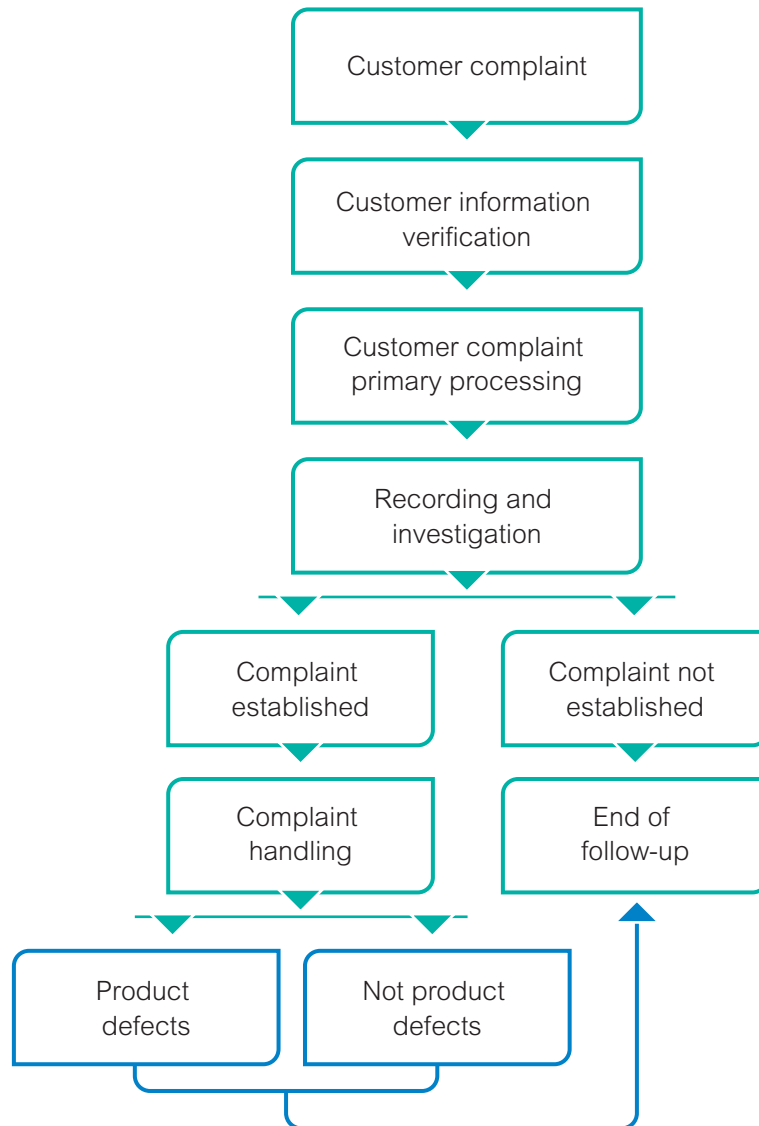 Customer complaint
Customer information
verification
Customer complaint
primary processing
Recording and
investigation
Complaint
established
Complaint not
established
Complaint
handling
End of
follow-up
Product
defects
Not product
defects